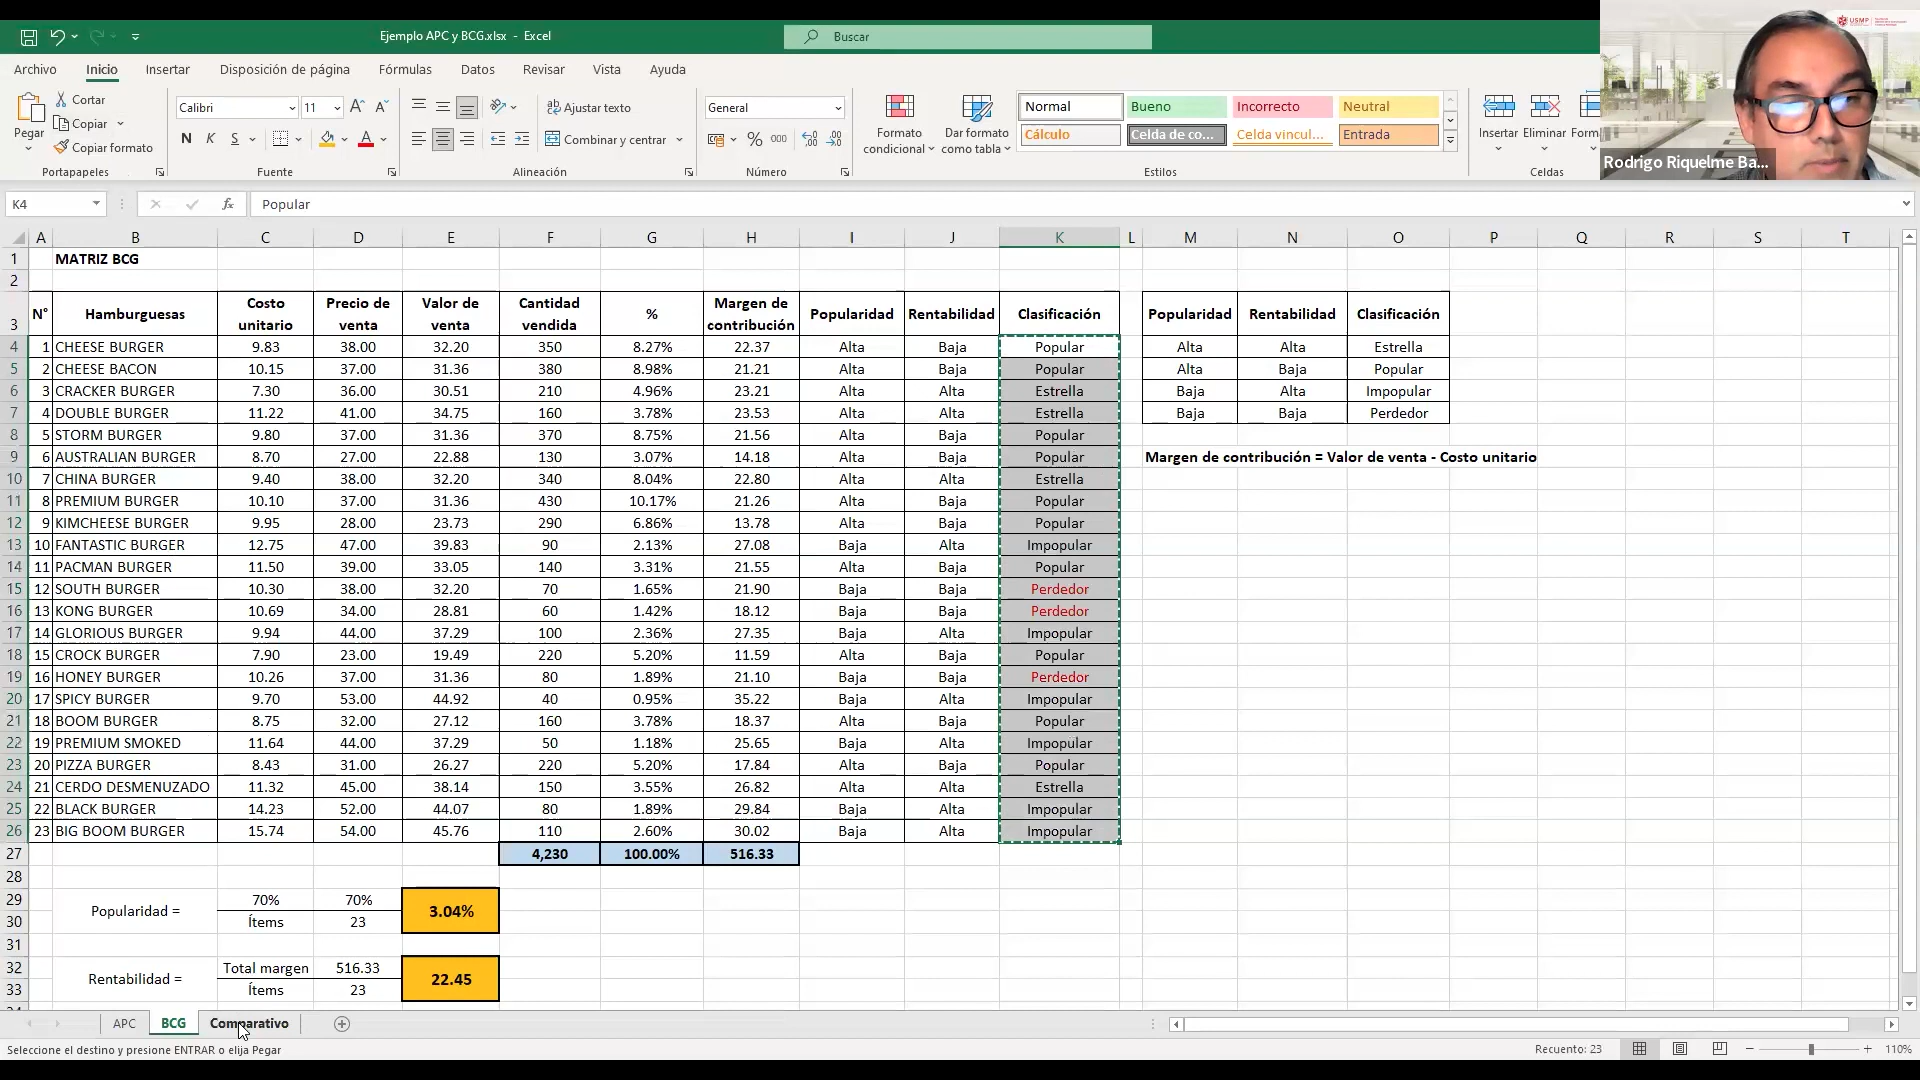 Ejemplo APC y BCG.xlsx - Excel
Buscar
USMP
Archivo Inicio Insertar Disposición de página Fórmulas Datos Revisar Vista Ayuda
Pegar
Cortar
Copiar
Copiar formato
Portapapeles
Calibri 11
N K S
Fuente
Ajustar texto
Combinar y centrar
Alineación
General
% 000
Número
Formato condicional
Dar formato como tabla
Normal Bueno Incorrecto Neutral
Cálculo Celda de co... Celda vincul... Entrada
Estilos
Insertar Eliminar Form
Celdas
Rodrigo Riquelme Ba...
K4 fx Popular
A B C D E F G H I J K L M N O P Q R S T
1 MATRIZ BCG
2
3 N° Hamburguesas Costo unitario Precio de venta Valor de venta Cantidad vendida % Margen de contribución Popularidad Rentabilidad Clasificación Popularidad Rentabilidad Clasificación
4 1 CHEESE BURGER 9.83 38.00 32.20 350 8.27% 22.37 Alta Baja Popular Alta Alta Estrella
5 2 CHEESE BACON 10.15 37.00 31.36 380 8.98% 21.21 Alta Baja Popular Alta Baja Popular
6 3 CRACKER BURGER 7.30 36.00 30.51 210 4.96% 23.21 Alta Alta Estrella Baja Alta Impopular
7 4 DOUBLE BURGER 11.22 41.00 34.75 160 3.78% 23.53 Alta Alta Estrella Baja Baja Perdedor
8 5 STORM BURGER 9.80 37.00 31.36 370 8.75% 21.56 Alta Baja Popular
9 6 AUSTRALIAN BURGER 8.70 27.00 22.88 130 3.07% 14.18 Alta Baja Popular Margen de contribución = Valor de venta - Costo unitario
10 7 CHINA BURGER 9.40 38.00 32.20 340 8.04% 22.80 Alta Alta Estrella
11 8 PREMIUM BURGER 10.10 37.00 31.36 430 10.17% 21.26 Alta Baja Popular
12 9 KIMCHEESE BURGER 9.95 28.00 23.73 290 6.86% 13.78 Alta Baja Popular
13 10 FANTASTIC BURGER 12.75 47.00 39.83 90 2.13% 27.08 Baja Alta Impopular
14 11 PACMAN BURGER 11.50 39.00 33.05 140 3.31% 21.55 Alta Baja Popular
15 12 SOUTH BURGER 10.30 38.00 32.20 70 1.65% 21.90 Baja Baja Perdedor
16 13 KONG BURGER 10.69 34.00 28.81 60 1.42% 18.12 Baja Baja Perdedor
17 14 GLORIOUS BURGER 9.94 44.00 37.29 100 2.36% 27.35 Baja Alta Impopular
18 15 CROCK BURGER 7.90 23.00 19.49 220 5.20% 11.59 Alta Baja Popular
19 16 HONEY BURGER 10.26 37.00 31.36 80 1.89% 21.10 Baja Baja Perdedor
20 17 SPICY BURGER 9.70 53.00 44.92 40 0.95% 35.22 Baja Alta Impopular
21 18 BOOM BURGER 8.75 32.00 27.12 160 3.78% 18.37 Alta Baja Popular
22 19 PREMIUM SMOKED 11.64 44.00 37.29 50 1.18% 25.65 Baja Alta Impopular
23 20 PIZZA BURGER 8.43 31.00 26.27 220 5.20% 17.84 Alta Baja Popular
24 21 CERDO DESMENUZADO 11.32 45.00 38.14 150 3.55% 26.82 Alta Alta Estrella
25 22 BLACK BURGER 14.23 52.00 44.07 80 1.89% 29.84 Baja Alta Impopular
26 23 BIG BOOM BURGER 15.74 54.00 45.76 110 2.60% 30.02 Baja Alta Impopular
27 4,230 100.00% 516.33
28
29 70% 70%
Popularidad = 3.04%
30 Ítems 23
31
32 Total margen 516.33
Rentabilidad = 22.45
33 Ítems 23
APC BCG Comparativo
Seleccione el destino y presione ENTRAR o elija Pegar Recuento: 23 110%